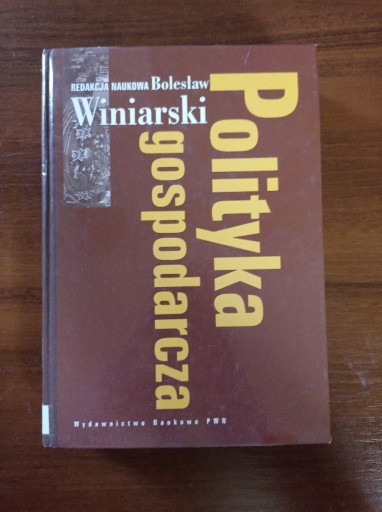 REDAKCJA NAUKOWA Bolesław
Winiarski
Polityka
gospodarcza
Wydawnictwo Naukowe PWN